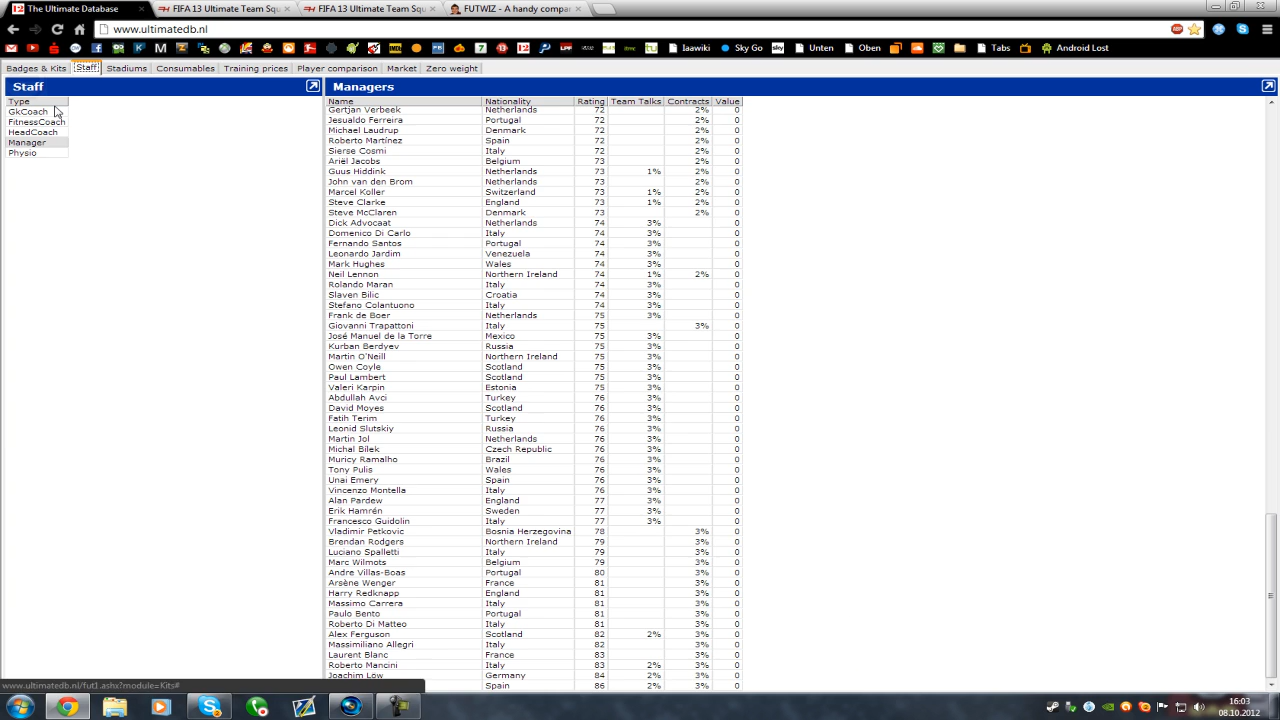 The Ultimate Database × FIFA 13 Ultimate Team Squ × FIFA 13 Ultimate Team Squ × FUTWIZ - A handy compar ×
www.ultimatedb.nl
laawiki Sky Go sky Unten Oben Tabs Android Lost
Badges & Kits Staff Stadiums Consumables Training prices Player comparison Market Zero weight
Staff
Type
GkCoach
FitnessCoach
HeadCoach
Manager
Physio
Managers
Name Nationality Rating Team Talks Contracts Value
Gertjan Verbeek Netherlands 72 2% 0
Jesualdo Ferreira Portugal 72 2% 0
Michael Laudrup Denmark 72 2% 0
Roberto Martínez Spain 72 2% 0
Sierse Cosmi Italy 72 2% 0
Ariël Jacobs Belgium 73 2% 0
Guus Hiddink Netherlands 73 1% 2% 0
John van den Brom Netherlands 73 2% 0
Marcel Koller Switzerland 73 1% 2% 0
Steve Clarke England 73 1% 2% 0
Steve McClaren Denmark 73 2% 0
Dick Advocaat Netherlands 74 3% 0
Domenico Di Carlo Italy 74 3% 0
Fernando Santos Portugal 74 3% 0
Leonardo Jardim Venezuela 74 3% 0
Mark Hughes Wales 74 3% 0
Neil Lennon Northern Ireland 74 1% 2% 0
Rolando Maran Italy 74 3% 0
Slaven Bilic Croatia 74 3% 0
Stefano Colantuono Italy 74 3% 0
Frank de Boer Netherlands 75 3% 0
Giovanni Trapattoni Italy 75 3% 0
José Manuel de la Torre Mexico 75 3% 0
Kurban Berdyev Russia 75 3% 0
Martin O'Neill Northern Ireland 75 3% 0
Owen Coyle Scotland 75 3% 0
Paul Lambert Scotland 75 3% 0
Valeri Karpin Estonia 75 3% 0
Abdullah Avci Turkey 76 3% 0
David Moyes Scotland 76 3% 0
Fatih Terim Turkey 76 3% 0
Leonid Slutskiy Russia 76 3% 0
Martin Jol Netherlands 76 3% 0
Michal Bilek Czech Republic 76 3% 0
Muricy Ramalho Brazil 76 3% 0
Tony Pulis Wales 76 3% 0
Unai Emery Spain 76 3% 0
Vincenzo Montella Italy 76 3% 0
Alan Pardew England 77 3% 0
Erik Hamrén Sweden 77 3% 0
Francesco Guidolin Italy 77 3% 0
Vladimir Petkovic Bosnia Herzegovina 78 3% 0
Brendan Rodgers Northern Ireland 79 3% 0
Luciano Spalletti Italy 79 3% 0
Marc Wilmots Belgium 79 3% 0
Andre Villas-Boas Portugal 80 3% 0
Arsène Wenger France 81 3% 0
Harry Redknapp England 81 3% 0
Massimo Carrera Italy 81 3% 0
Paulo Bento Portugal 81 3% 0
Roberto Di Matteo Italy 81 3% 0
Alex Ferguson Scotland 82 2% 3% 0
Massimiliano Allegri Italy 82 3% 0
Laurent Blanc France 83 3% 0
Roberto Mancini Italy 83 2% 3% 0
Joachim Löw Germany 84 2% 3% 0
Spain 86 2% 3% 0
www.ultimatedb.nl/fut1.ashx?module=Kits#
16:03
08.10.2012